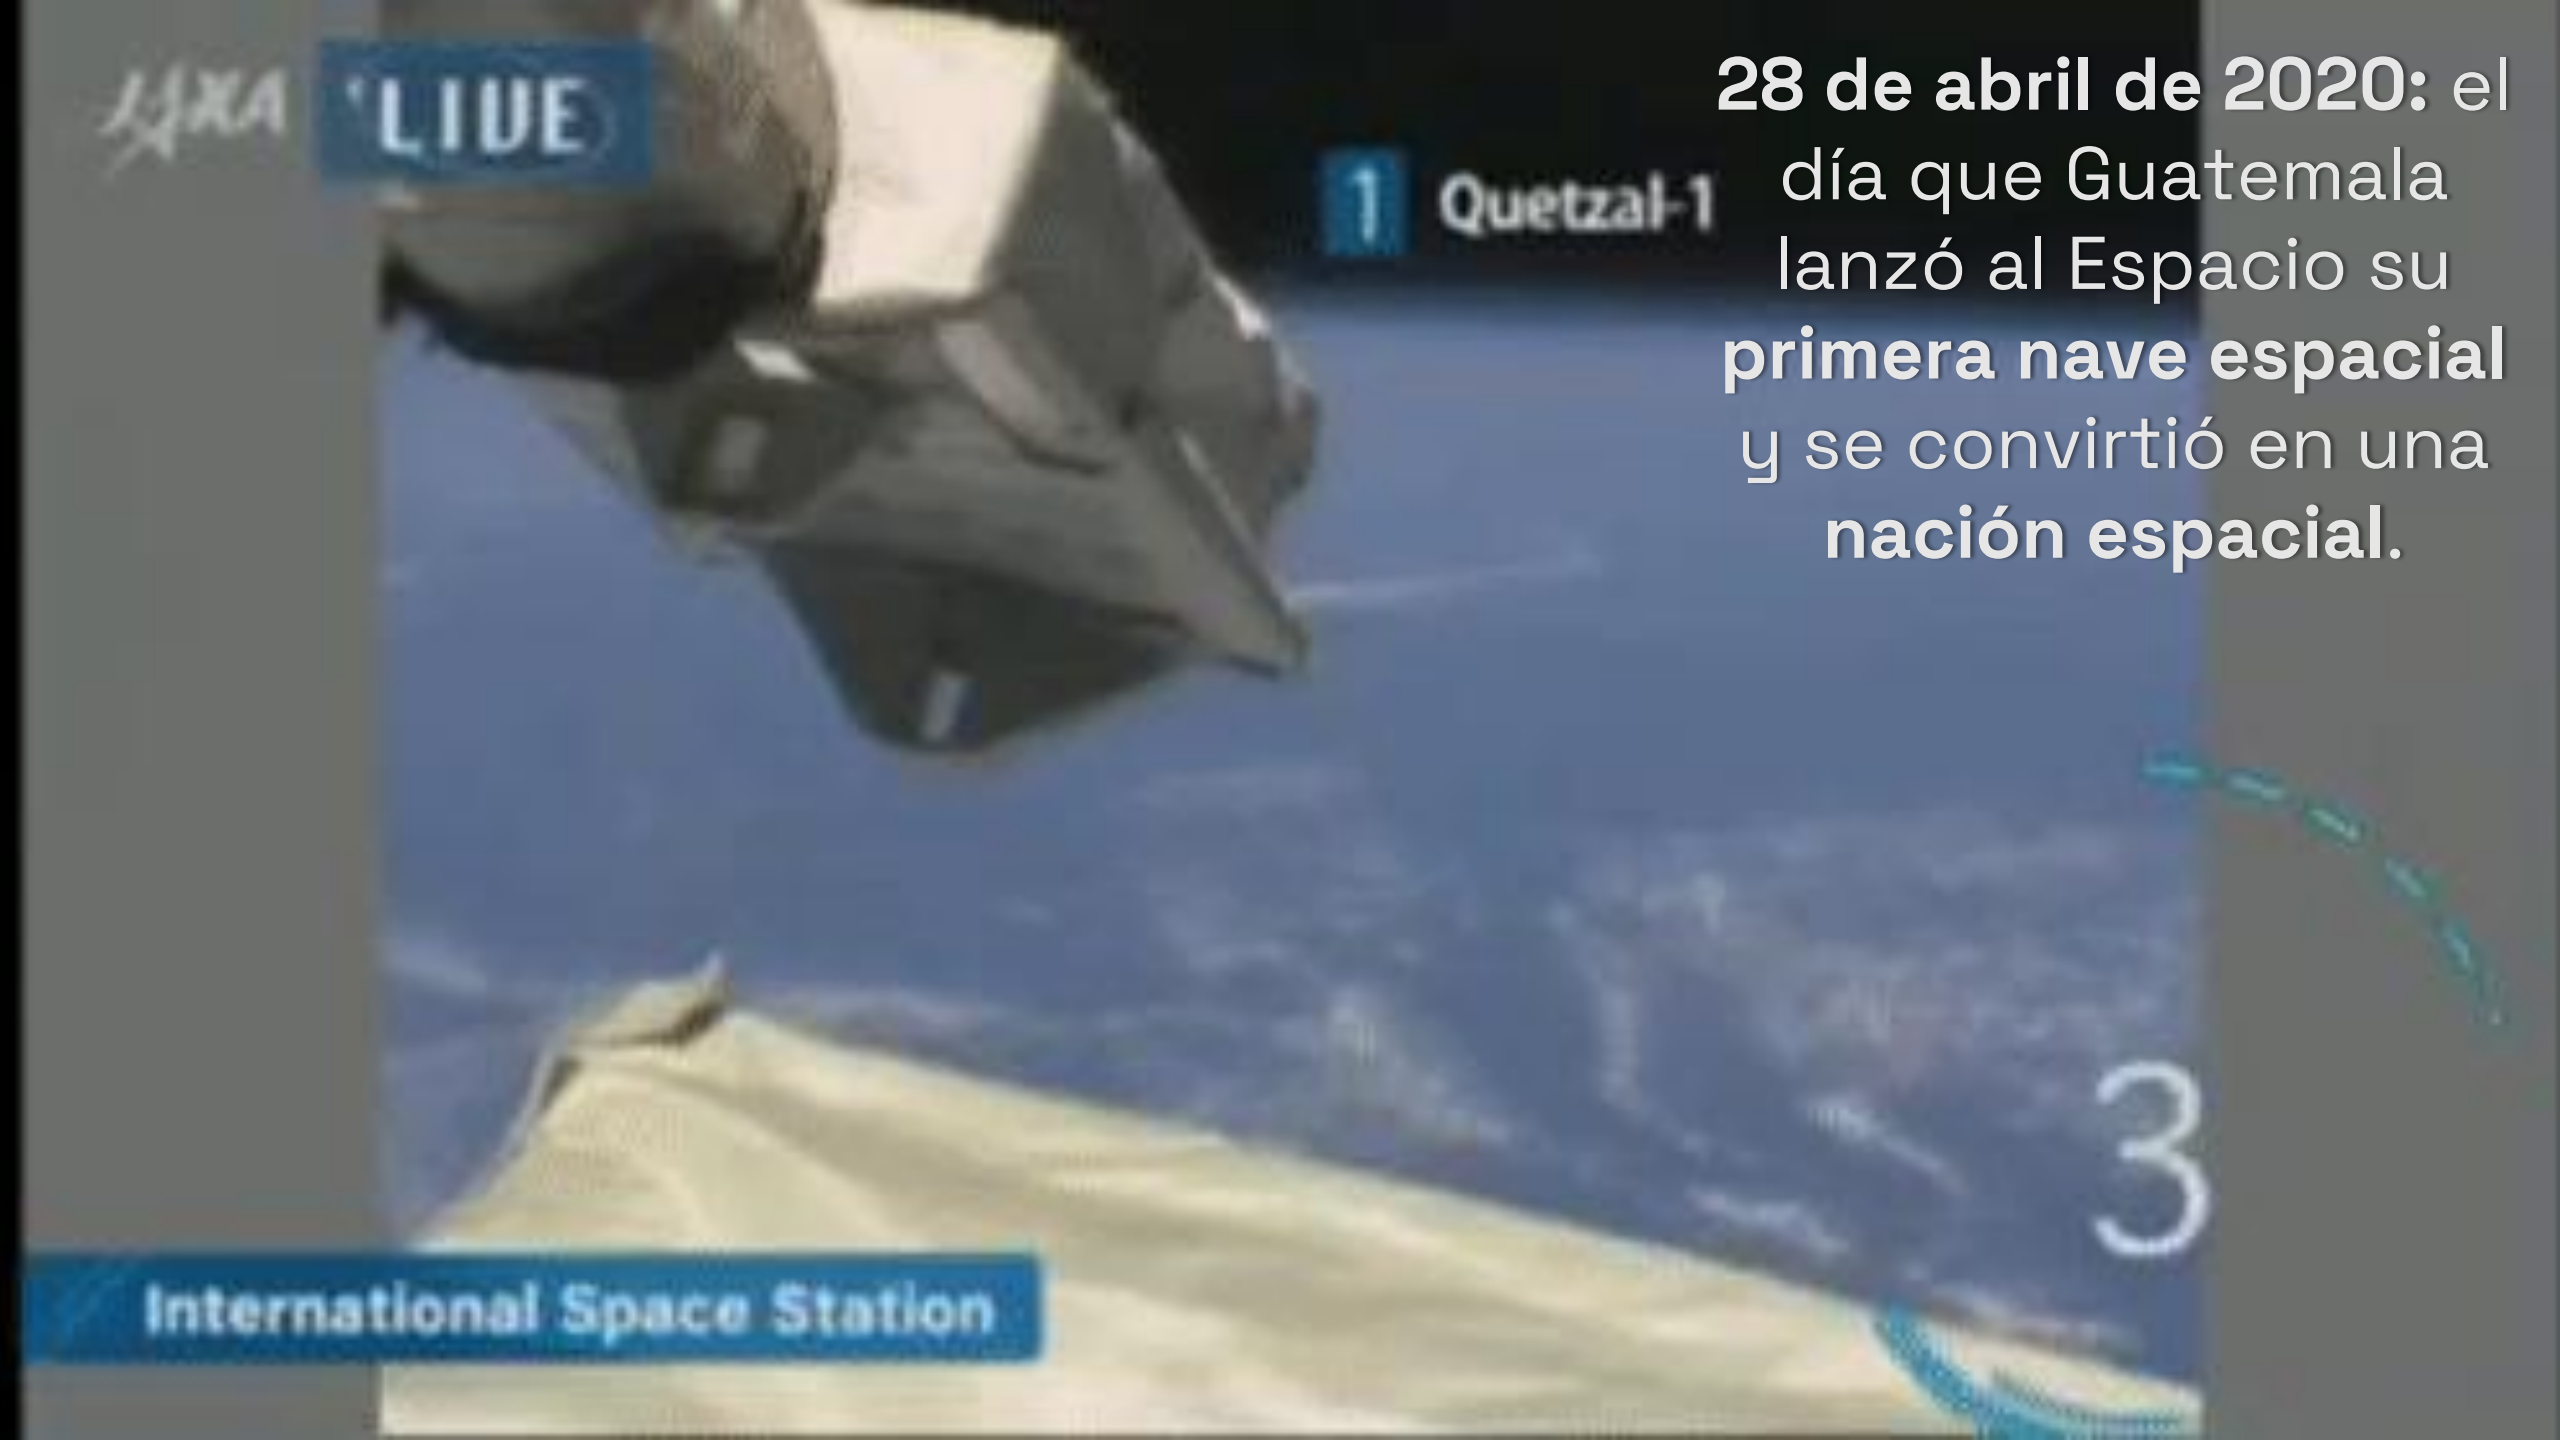 JAXA
LIVE
1 Quetzal-1
28 de abril de 2020: el
día que Guatemala
lanzó al Espacio su
primera nave espacial
y se convirtió en una
nación espacial.
3
International Space Station